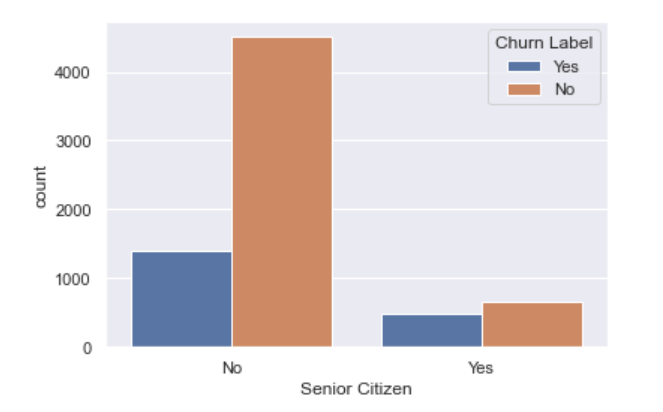 Churn Label
Yes
No
4000
3000
2000
1000
0
count
No Yes
Senior Citizen